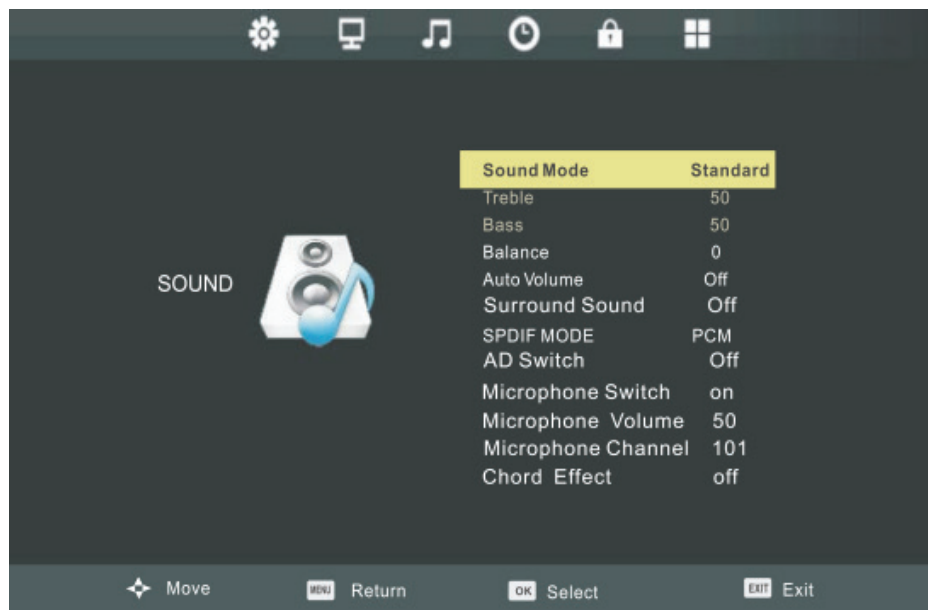 Sound Mode Standard
Treble 50
Bass 50
Balance 0
Auto Volume Off
SOUND
Surround Sound Off
SPDIF MODE PCM
AD Switch Off
Microphone Switch on
Microphone Volume 50
Microphone Channel 101
Chord Effect off
Move MENU Return OK Select EXIT Exit